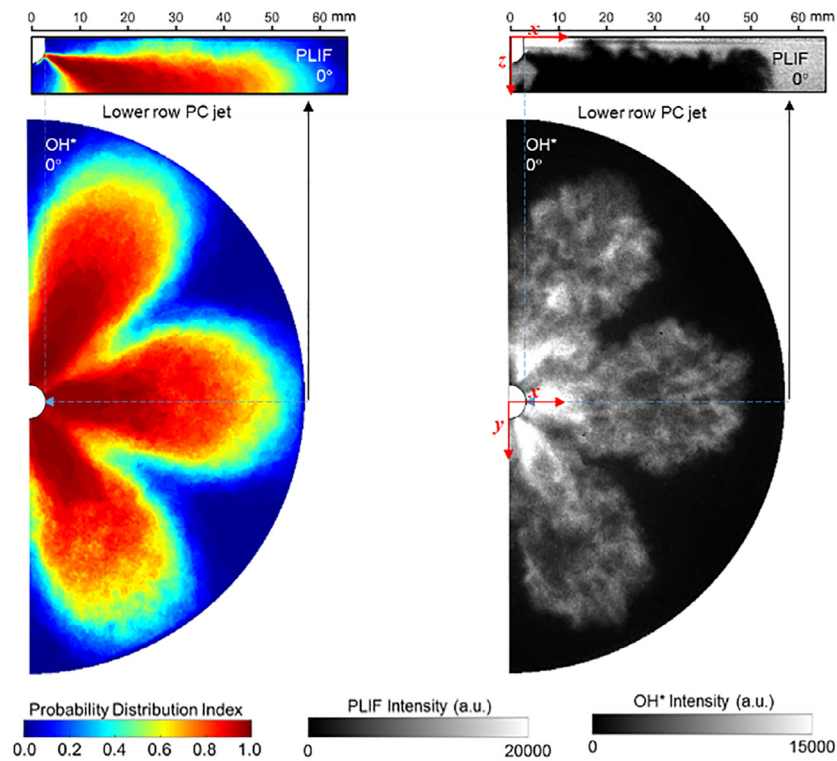 0 10 20 30 40 50 60 mm
PLIF
0°
Lower row PC jet
OH*
0°
0 10 20 30 40 50 60 mm
x
z
PLIF
0°
Lower row PC jet
OH*
0°
x
y
Probability Distribution Index
0.0 0.2 0.4 0.6 0.8 1.0
PLIF Intensity (a.u.)
0 20000
OH* Intensity (a.u.)
0 15000